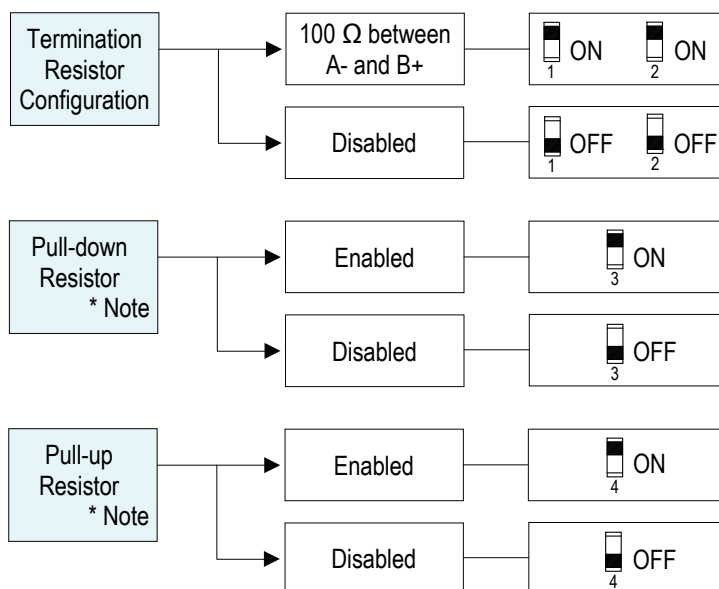 Termination
Resistor
Configuration
100 Ω between
A- and B+
1 ON 2 ON
Disabled
1 OFF 2 OFF
Pull-down
Resistor
* Note
Enabled
3 ON
Disabled
3 OFF
Pull-up
Resistor
* Note
Enabled
4 ON
Disabled
4 OFF